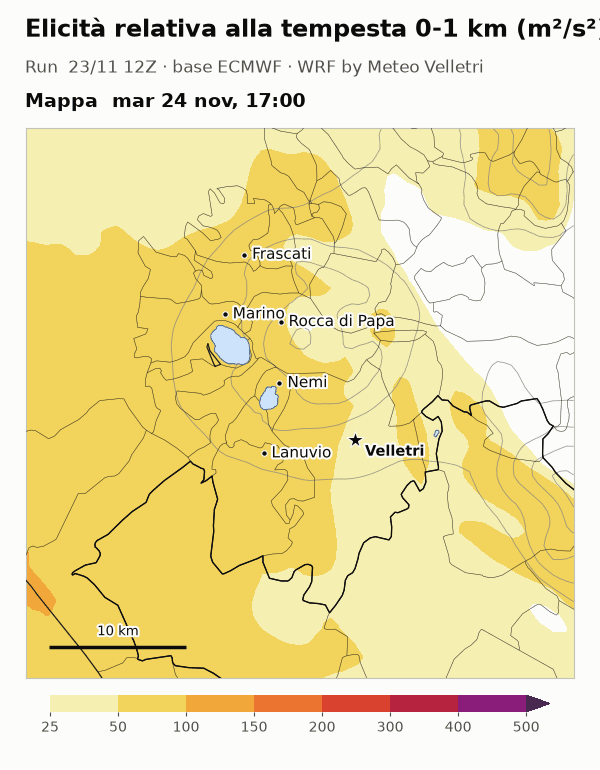 Elicità relativa alla tempesta 0-1 km (m²/s²)
Run  23/11 12Z · base ECMWF · WRF by Meteo Velletri
Mappa  mar 24 nov, 17:00
Frascati
Marino
Rocca di Papa
Nemi
Lanuvio
Velletri
10 km
25 50 100 150 200 300 400 500